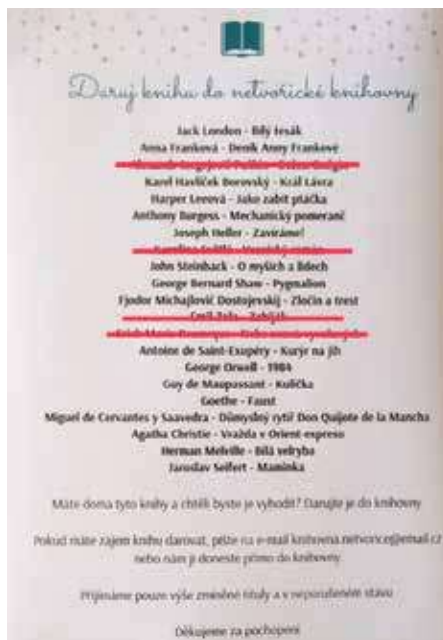 Daruj knihu do netvořické knihovny
Jack London - Bílý tesák
Anna Franková - Deník Anny Frankové
Karel Havlíček Borovský - Král Lávra
Harper Leeová - Jako zabít ptáčka
Anthony Burgess - Mechanický pomeranč
Joseph Heller - Zavíráme!
John Steinback - O myších a lidech
George Bernard Shaw - Pygmalion
Fjodor Michajlovič Dostojevskij - Zločin a trest
Antoine de Saint-Exupéry - Kurýr na jih
George Orwell - 1984
Guy de Maupassant - Kulička
Goethe - Faust
Miguel de Cervantes y Saavedra - Důmyslný rytíř Don Quijote de la Mancha
Agatha Christie - Vražda v Orient-expresu
Herman Melville - Bílá velryba
Jaroslav Seifert - Maminka
Máte doma tyto knihy a chtěli byste je vyhodit? Darujte je do knihovny
Pokud máte zájem knihu darovat, pište na e-mail knihovna.netvorice@email.cz
nebo nám ji doneste přímo do knihovny
Přijímáme pouze výše zmíněné tituly a v neporušeném stavu
Děkujeme za pochopení